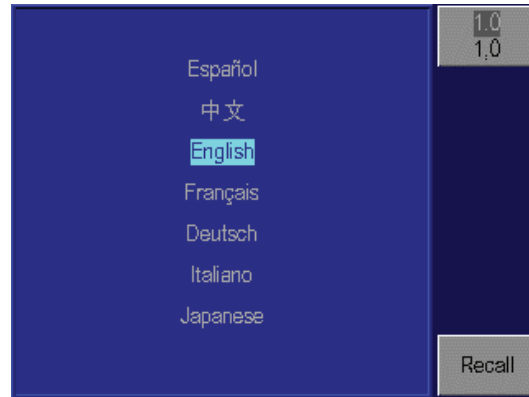 Español
中文
English
Français
Deutsch
Italiano
Japanese
1.0
1,0
Recall